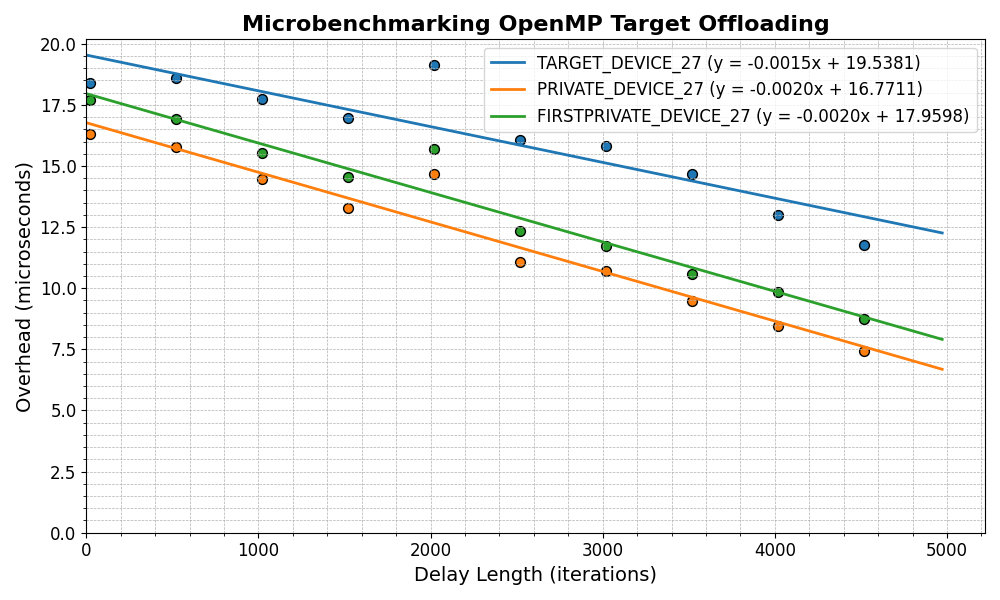 Microbenchmarking OpenMP Target Offloading
TARGET_DEVICE_27 (y = -0.0015x + 19.5381)
PRIVATE_DEVICE_27 (y = -0.0020x + 16.7711)
FIRSTPRIVATE_DEVICE_27 (y = -0.0020x + 17.9598)
Overhead (microseconds)
20.0
17.5
15.0
12.5
10.0
7.5
5.0
2.5
0.0
0 1000 2000 3000 4000 5000
Delay Length (iterations)